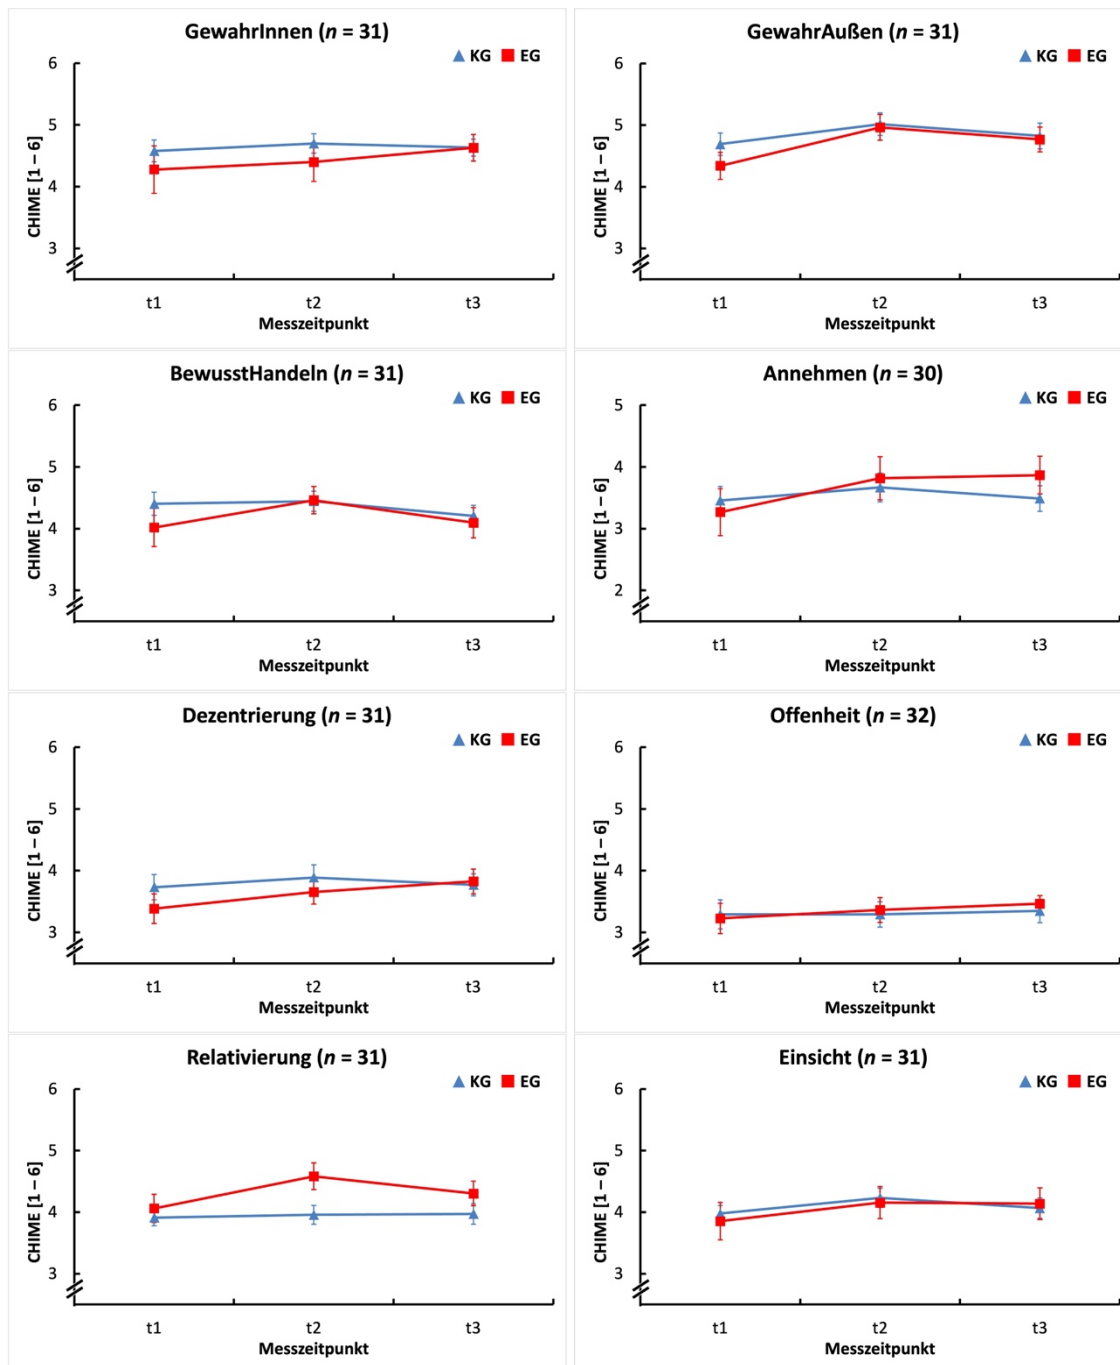 GewahrInnen (n = 31)
KG EG
6
5
4
3
CHIME [1 – 6]
t1 t2 t3
Messzeitpunkt
GewahrAußen (n = 31)
KG EG
6
5
4
3
CHIME [1 – 6]
t1 t2 t3
Messzeitpunkt
BewusstHandeln (n = 31)
KG EG
6
5
4
3
CHIME [1 – 6]
t1 t2 t3
Messzeitpunkt
Annehmen (n = 30)
KG EG
5
4
3
2
CHIME [1 – 6]
t1 t2 t3
Messzeitpunkt
Dezentrierung (n = 31)
KG EG
6
5
4
3
CHIME [1 – 6]
t1 t2 t3
Messzeitpunkt
Offenheit (n = 32)
KG EG
6
5
4
3
CHIME [1 – 6]
t1 t2 t3
Messzeitpunkt
Relativierung (n = 31)
KG EG
6
5
4
3
CHIME [1 – 6]
t1 t2 t3
Messzeitpunkt
Einsicht (n = 31)
KG EG
6
5
4
3
CHIME [1 – 6]
t1 t2 t3
Messzeitpunkt